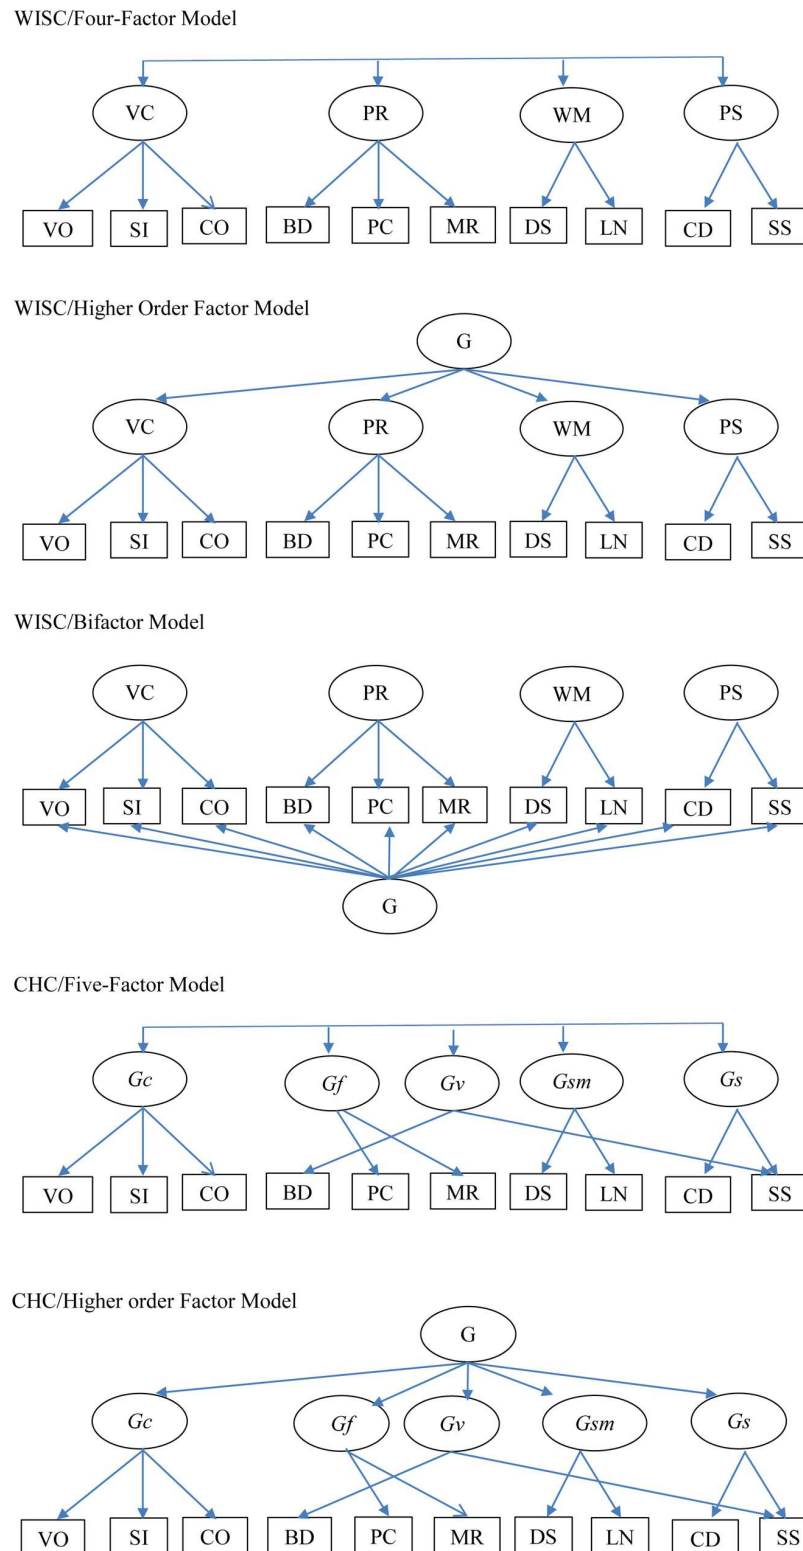 WISC/Four-Factor Model
VC PR WM PS
VO SI CO BD PC MR DS LN CD SS
WISC/Higher Order Factor Model
G
VC PR WM PS
VO SI CO BD PC MR DS LN CD SS
WISC/Bifactor Model
VC PR WM PS
VO SI CO BD PC MR DS LN CD SS
G
CHC/Five-Factor Model
Gc Gf Gv Gsm Gs
VO SI CO BD PC MR DS LN CD SS
CHC/Higher order Factor Model
G
Gc Gf Gv Gsm Gs
VO SI CO BD PC MR DS LN CD SS